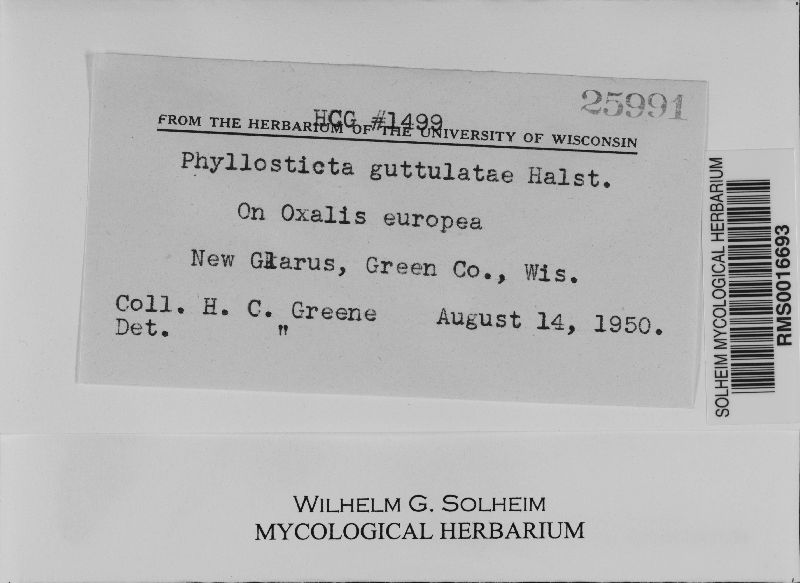 25991
HCG #1499
FROM THE HERBARIUM OF THE UNIVERSITY OF WISCONSIN
Phyllosticta guttulatae Halst.
On Oxalis europea
New Glarus, Green Co., Wis.
Coll. H. C. Greene August 14, 1950.
Det. "
SOLHEIM MYCOLOGICAL HERBARIUM
RMS0016693
WILHELM G. SOLHEIM
MYCOLOGICAL HERBARIUM